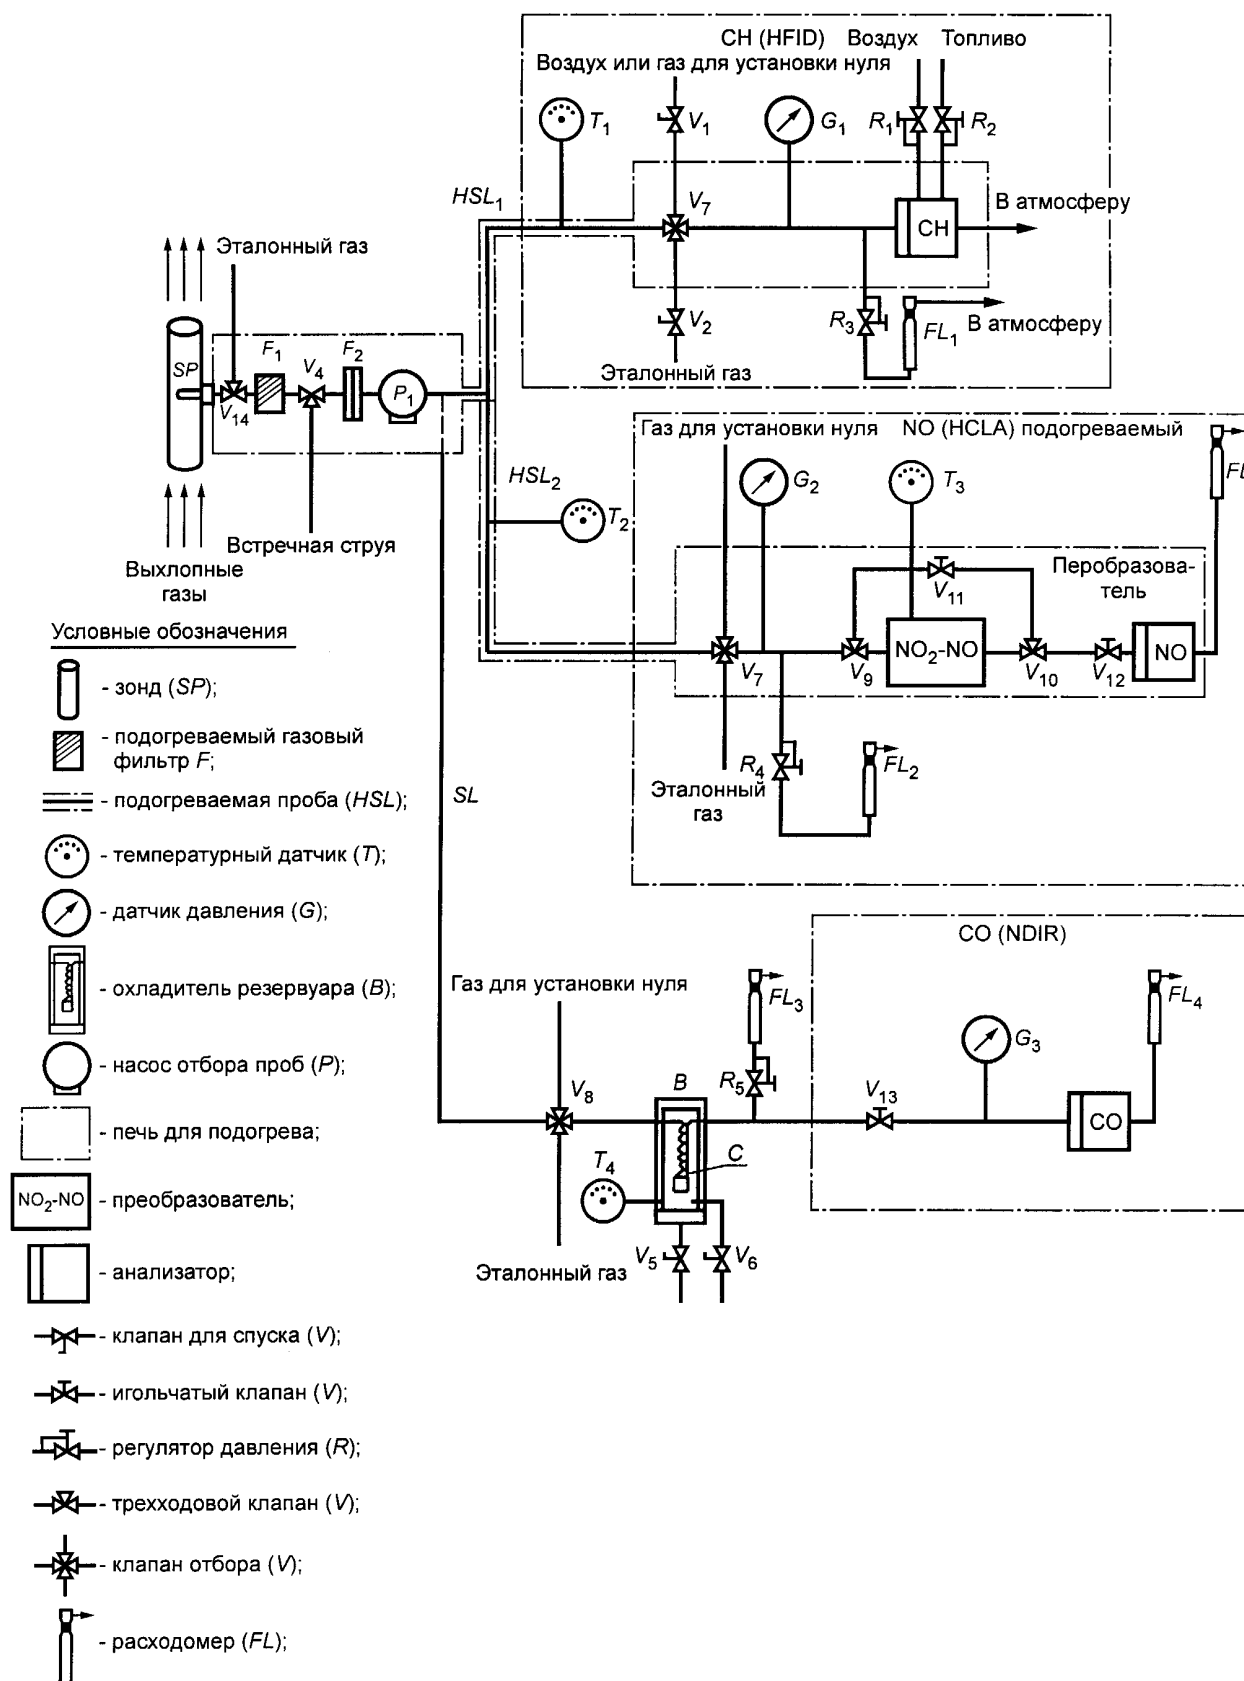 CH (HFID) Воздух Топливо
Воздух или газ для установки нуля
T1
V1
G1
R1
R2
HSL1
V7
CH
В атмосферу
Эталонный газ
V2
R3
FL1
В атмосферу
Эталонный газ
SP
F1
V4
F2
P1
V14
Газ для установки нуля NO (HCLA) подогреваемый
HSL2
T2
G2
T3
FL
Встречная струя
Выхлопные
газы
Перобразова-
тель
V11
NO2-NO
NO
V7
V9
V10
V12
R4
FL2
Эталонный
газ
SL
Условные обозначения
- зонд (SP);
- подогреваемый газовый
фильтр F;
- подогреваемая проба (HSL);
- температурный датчик (T);
- датчик давления (G);
- охладитель резервуара (B);
- насос отбора проб (P);
- печь для подогрева;
NO2-NO - преобразователь;
- анализатор;
- клапан для спуска (V);
- игольчатый клапан (V);
- регулятор давления (R);
- трехходовой клапан (V);
- клапан отбора (V);
- расходомер (FL);
CO (NDIR)
Газ для установки нуля
FL3
FL4
G3
V8
B
R5
V13
CO
T4
C
V5
V6
Эталонный газ